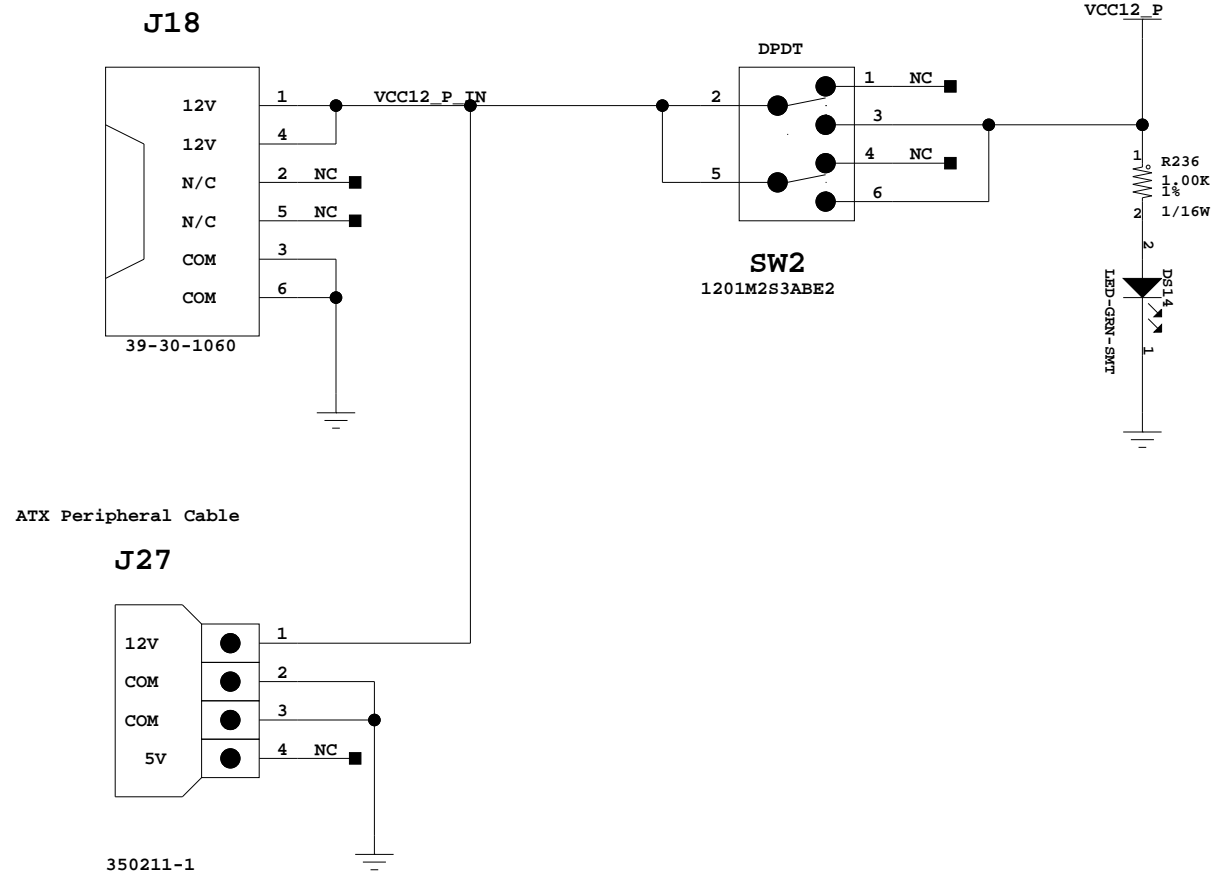 J18
12V 1
VCC12_P_IN
12V 4
N/C 2 NC
N/C 5 NC
COM 3
COM 6
39-30-1060
DPDT
2
5
1 NC
3
4 NC
6
SW2
1201M2S3ABE2
VCC12_P
1
R236
1.00K
1%
2
1/16W
2
DS14
LED-GRN-SMT
1
ATX Peripheral Cable
J27
12V 1
COM 2
COM 3
5V 4 NC
350211-1